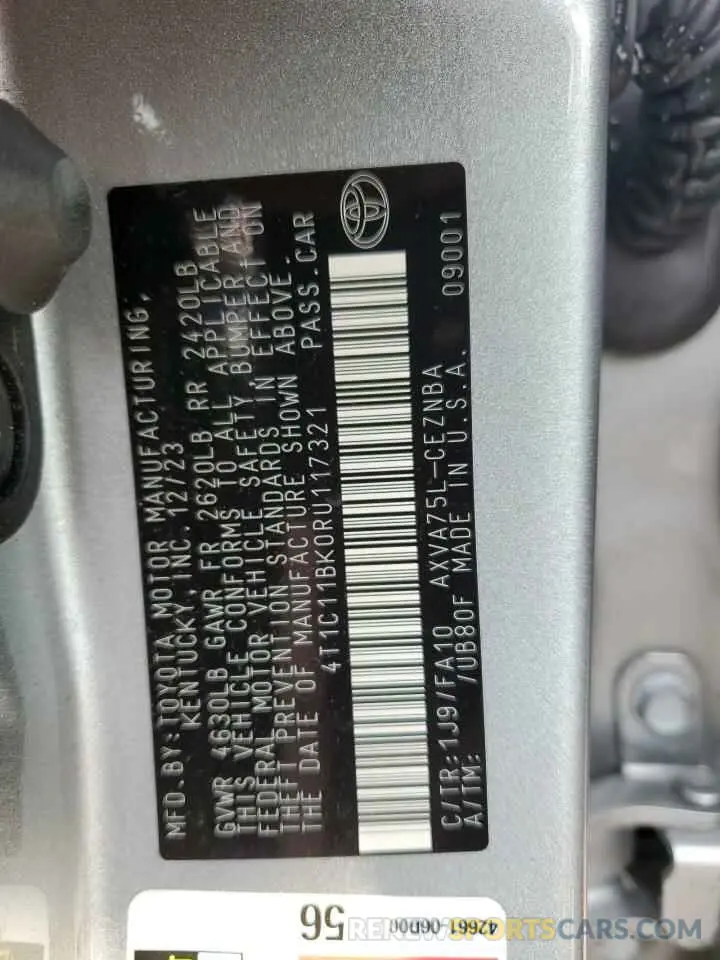 MFD.BY:TOYOTA MOTOR MANUFACTURING,
KENTUCKY,INC. 12/23
GVWR 4630LB GAWR FR 2620LB RR 2420LB
THIS VEHICLE CONFORMS TO ALL APPLICABLE
FEDERAL MOTOR VEHICLE SAFETY, BUMPER,AND
THEFT PREVENTION STANDARDS IN EFFECT ON
THE DATE OF MANUFACTURE SHOWN ABOVE.
4T1C11BK0RU117321 PASS.CAR
C/TR:1J9/FA10 AXVA75L-CEZNBA 09001
A/TM: /UB80F MADE IN U.S.A.
56
42661-06D00
REKEWSPORTSCARS.COM